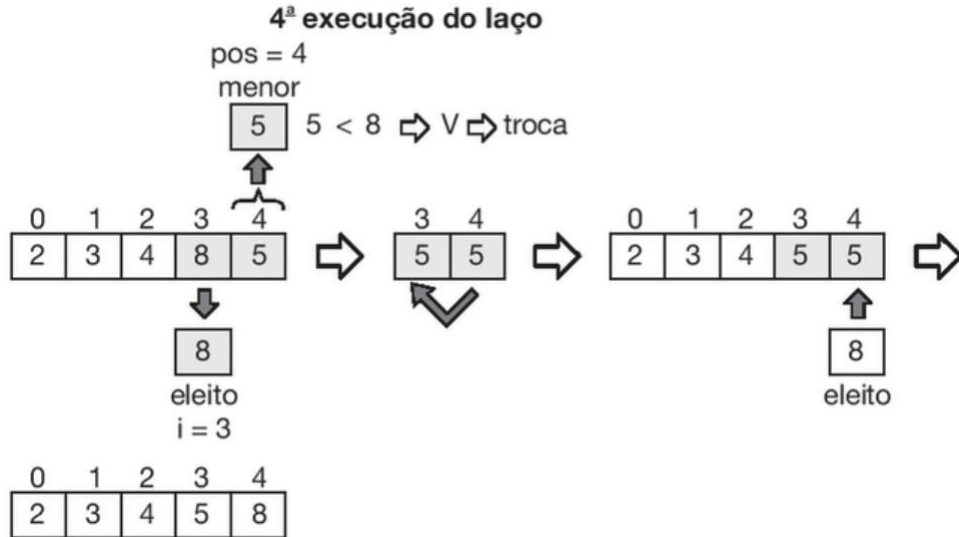 4ª execução do laço
pos = 4
menor
5 5 < 8 V troca
0 1 2 3 4 3 4 0 1 2 3 4
2 3 4 8 5 5 5 2 3 4 5 5
8 8
eleito eleito
i = 3
0 1 2 3 4
2 3 4 5 8